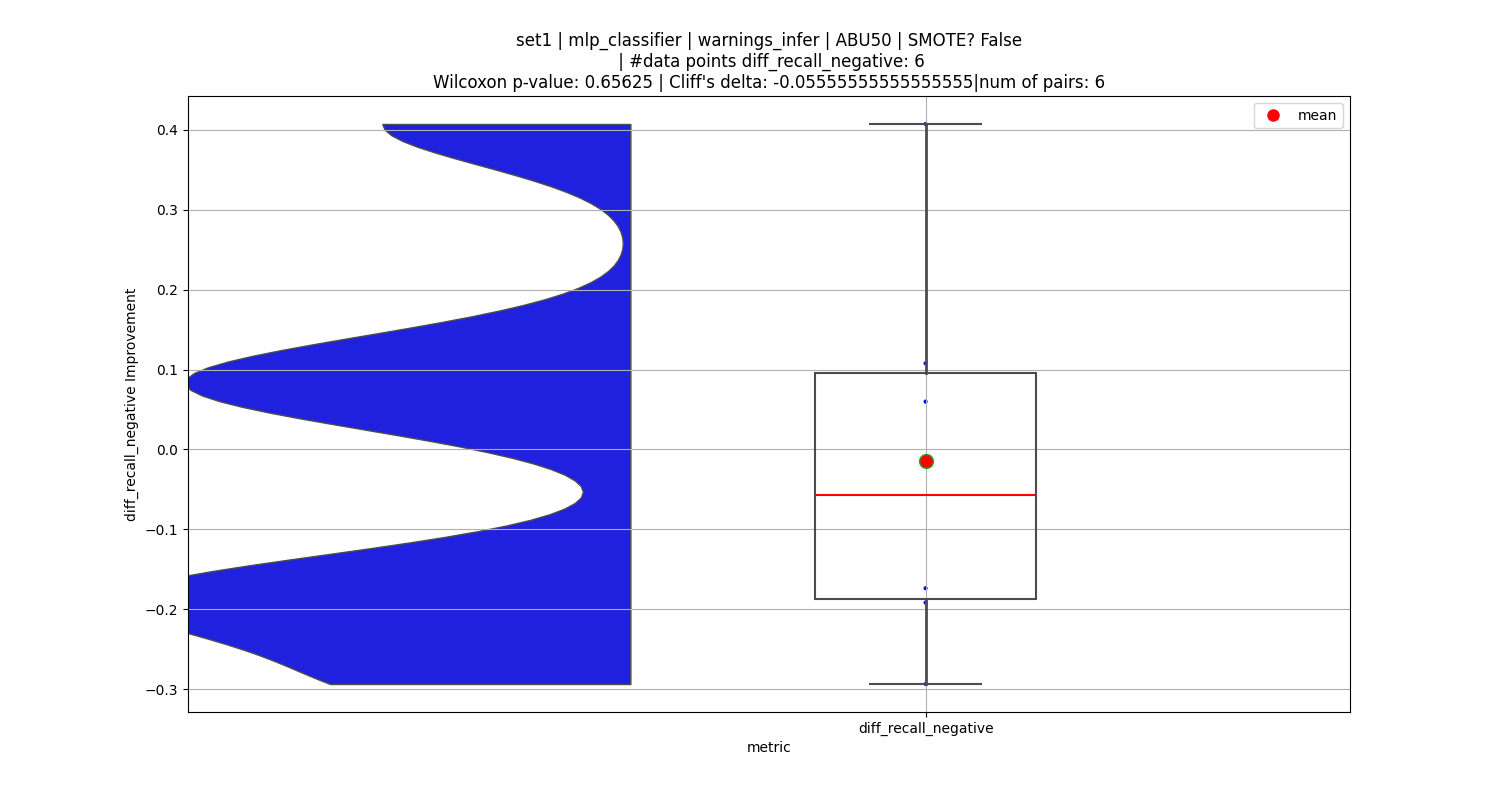 set1 | mlp_classifier | warnings_infer | ABU50 | SMOTE? False
| #data points diff_recall_negative: 6
Wilcoxon p-value: 0.65625 | Cliff's delta: -0.05555555555555555|num of pairs: 6
mean
0.4
0.3
0.2
0.1
0.0
−0.1
−0.2
−0.3
diff_recall_negative Improvement
diff_recall_negative
metric